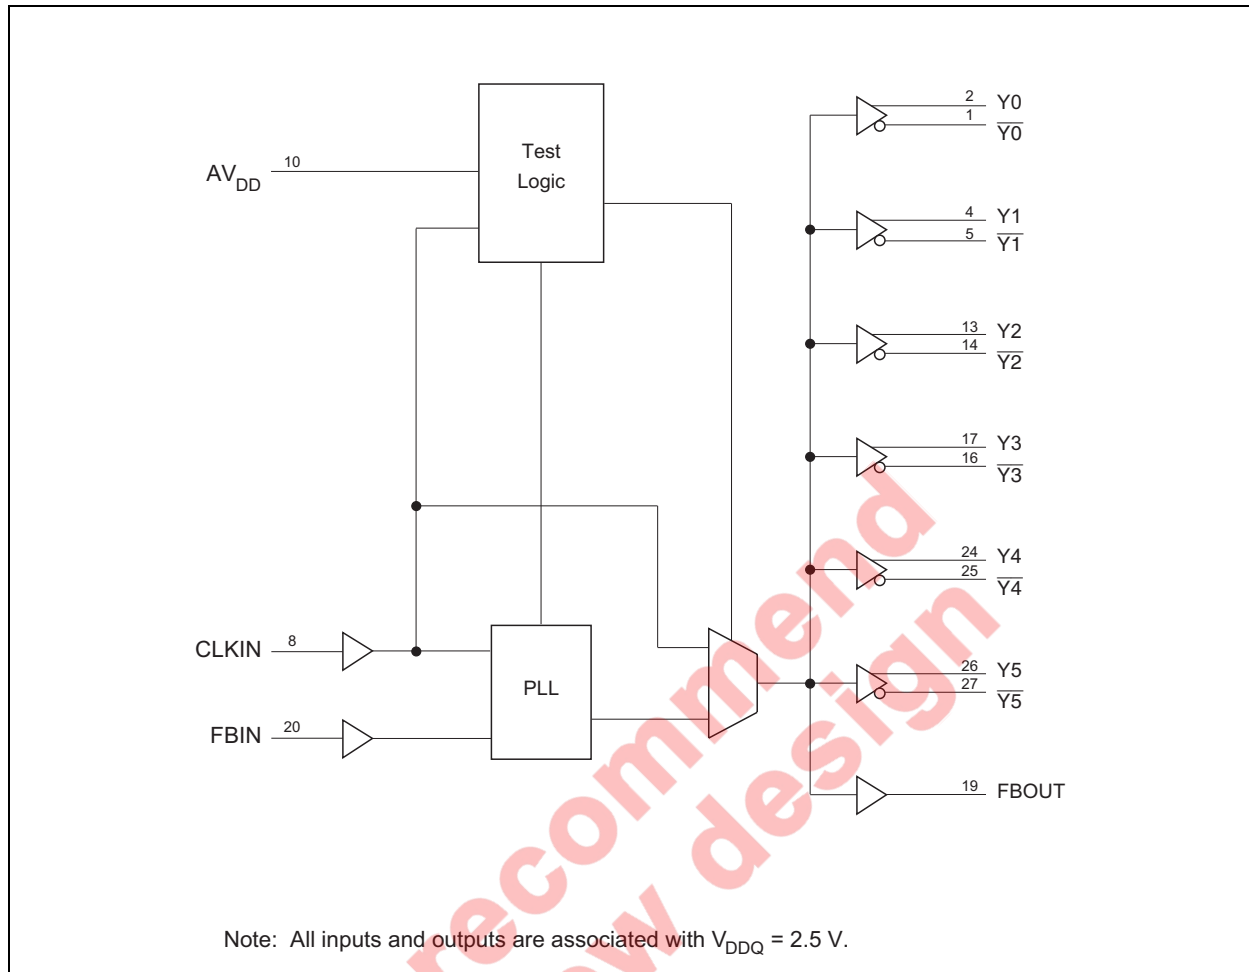 Test
Logic
AVDD 10
CLKIN 8
FBIN 20
PLL
2 Y0
1 Y0
4 Y1
5 Y1
13 Y2
14 Y2
17 Y3
16 Y3
24 Y4
25 Y4
26 Y5
27 Y5
19 FBOUT
recommend
new design
Note: All inputs and outputs are associated with VDDQ = 2.5 V.